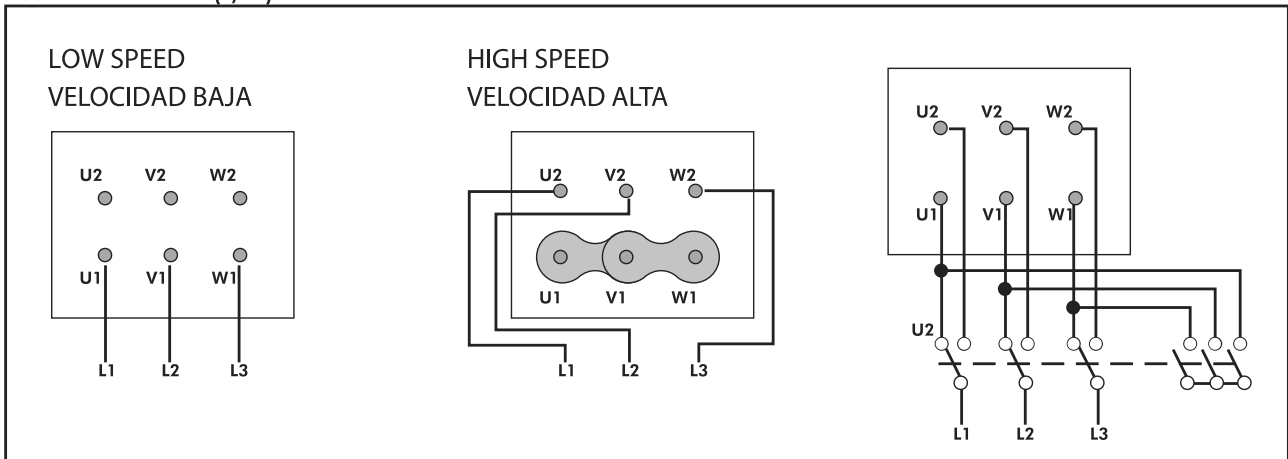 LOW SPEED
VELOCIDAD BAJA
U2 V2 W2
U1 V1 W1
L1 L2 L3
HIGH SPEED
VELOCIDAD ALTA
U2 V2 W2
U1 V1 W1
L1 L2 L3
U2 V2 W2
U1 V1 W1
U2
L1 L2 L3